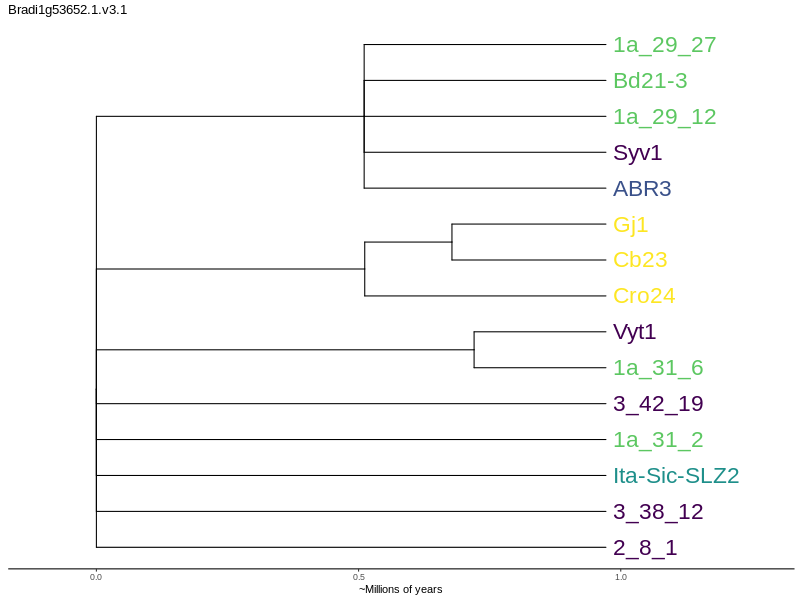 Bradi1g53652.1.v3.1
1a_29_27
Bd21-3
1a_29_12
Syv1
ABR3
Gj1
Cb23
Cro24
Vyt1
1a_31_6
3_42_19
1a_31_2
Ita-Sic-SLZ2
3_38_12
2_8_1
0.0 0.5 1.0
~Millions of years